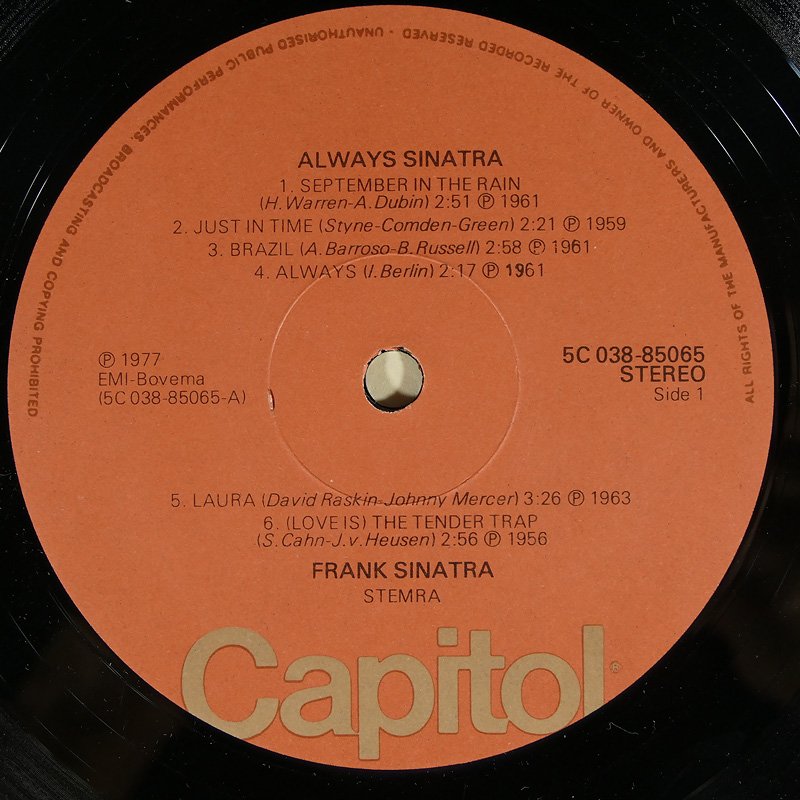 ALL RIGHTS OF THE MANUFACTURERS AND OWNER OF THE RECORDED RESERVED · UNAUTHORISED PUBLIC PERFORMANCES, BROADCASTING AND COPYING PROHIBITED
ALWAYS SINATRA
1. SEPTEMBER IN THE RAIN
(H. Warren-A. Dubin) 2:51 ℗ 1961
2. JUST IN TIME (Styne-Comden-Green) 2:21 ℗ 1959
3. BRAZIL (A. Barroso-B. Russell) 2:58 ℗ 1961
4. ALWAYS (I. Berlin) 2:17 ℗ 1961
℗ 1977
EMI-Bovema
(5C 038-85065-A)
5C 038-85065
STEREO
Side 1
5. LAURA (David Raskin-Johnny Mercer) 3:26 ℗ 1963
6. (LOVE IS) THE TENDER TRAP
(S. Cahn-J. v. Heusen) 2:56 ℗ 1956
FRANK SINATRA
STEMRA
Capitol®